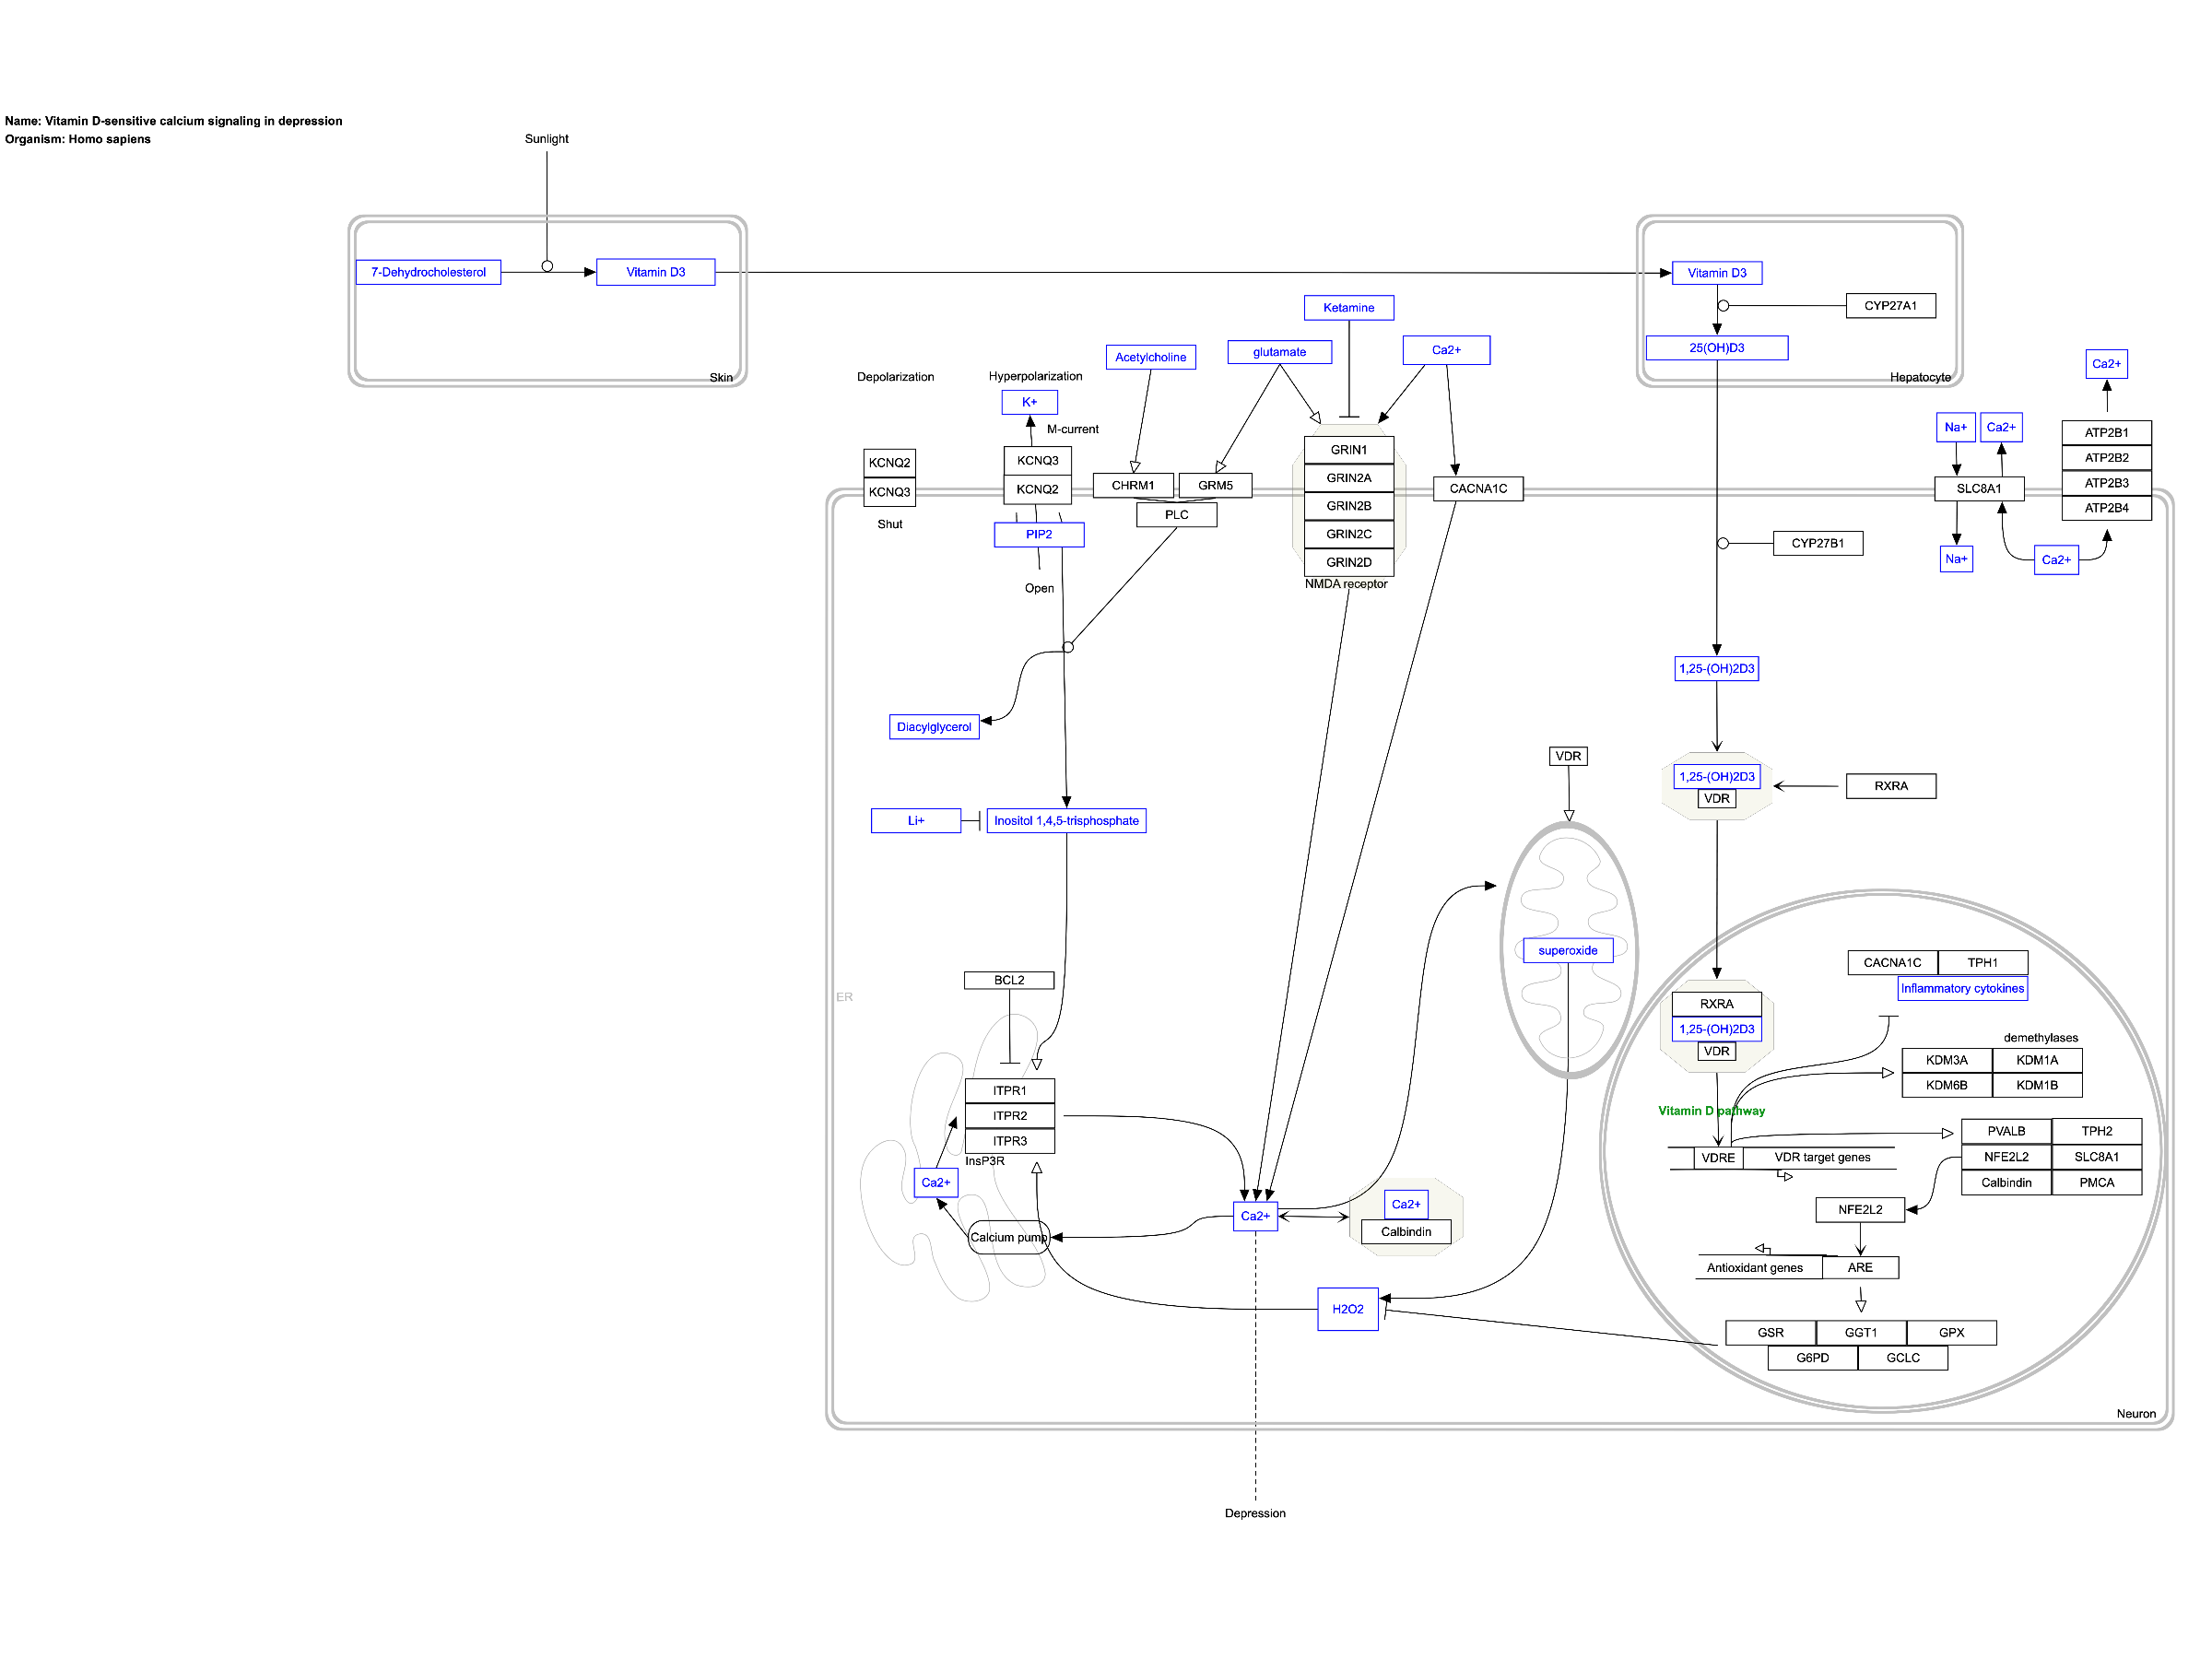 Name: Vitamin D-sensitive calcium signaling in depression
Organism: Homo sapiens
Sunlight
7-Dehydrocholesterol
Vitamin D3
Skin
Vitamin D3
CYP27A1
25(OH)D3
Hepatocyte
Ketamine
Acetylcholine
glutamate
Ca2+
Ca2+
Depolarization
Hyperpolarization
K+
M-current
KCNQ2
KCNQ3
Shut
KCNQ3
KCNQ2
PIP2
Open
CHRM1
GRM5
PLC
GRIN1
GRIN2A
GRIN2B
GRIN2C
GRIN2D
NMDA receptor
CACNA1C
Na+
Ca2+
SLC8A1
Na+
Ca2+
ATP2B1
ATP2B2
ATP2B3
ATP2B4
CYP27B1
1,25-(OH)2D3
Diacylglycerol
VDR
1,25-(OH)2D3
VDR
RXRA
Li+
Inositol 1,4,5-trisphosphate
superoxide
BCL2
ER
CACNA1C
TPH1
Inflammatory cytokines
RXRA
1,25-(OH)2D3
VDR
demethylases
KDM3A
KDM1A
KDM6B
KDM1B
ITPR1
ITPR2
ITPR3
InsP3R
Vitamin D pathway
VDRE
VDR target genes
PVALB
TPH2
NFE2L2
SLC8A1
Calbindin
PMCA
Ca2+
Calcium pump
Ca2+
Ca2+
Calbindin
NFE2L2
Antioxidant genes
ARE
H2O2
GSR
GGT1
GPX
G6PD
GCLC
Neuron
Depression